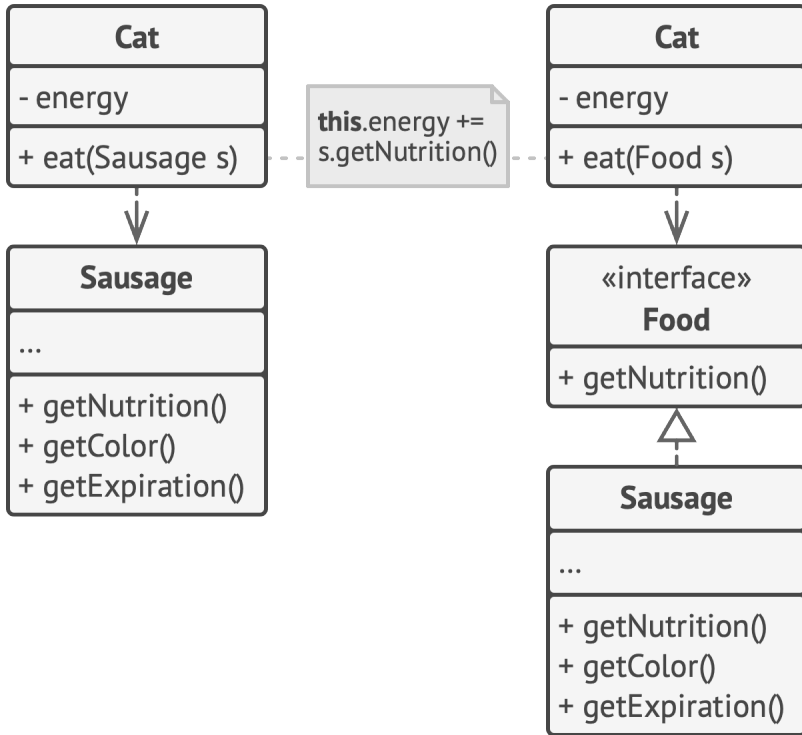 Cat
- energy
+ eat(Sausage s)
Sausage
...
+ getNutrition()
+ getColor()
+ getExpiration()
this.energy +=
s.getNutrition()
Cat
- energy
+ eat(Food s)
«interface»
Food
+ getNutrition()
Sausage
...
+ getNutrition()
+ getColor()
+ getExpiration()